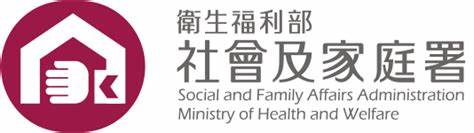 衛生福利部
社會及家庭署
Social and Family Affairs Administration
Ministry of Health and Welfare